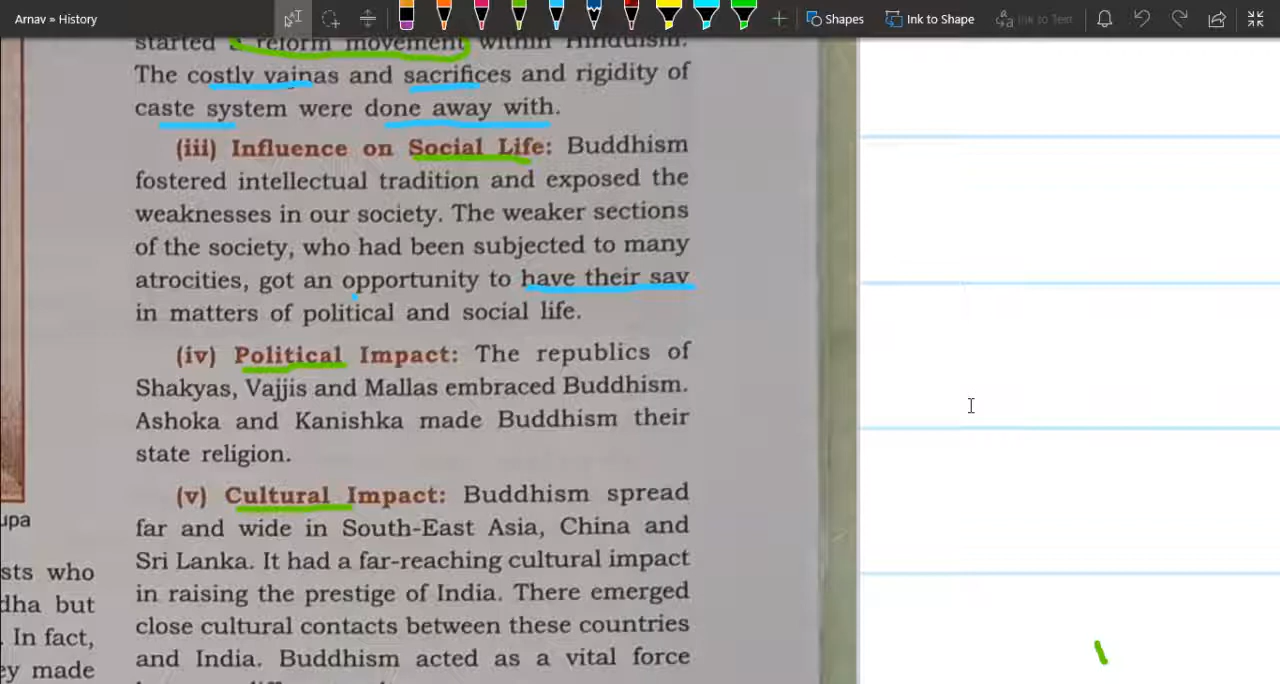 Arnav » History
Shapes
Ink to Shape
Ink to Text
started a reform movement within Hinduism.
The costly yajnas and sacrifices and rigidity of
caste system were done away with.
(iii) Influence on Social Life: Buddhism
fostered intellectual tradition and exposed the
weaknesses in our society. The weaker sections
of the society, who had been subjected to many
atrocities, got an opportunity to have their say
in matters of political and social life.
(iv) Political Impact: The republics of
Shakyas, Vajjis and Mallas embraced Buddhism.
Ashoka and Kanishka made Buddhism their
state religion.
(v) Cultural Impact: Buddhism spread
far and wide in South-East Asia, China and
Sri Lanka. It had a far-reaching cultural impact
in raising the prestige of India. There emerged
close cultural contacts between these countries
and India. Buddhism acted as a vital force
upa
sts who
dha but
. In fact,
ey made